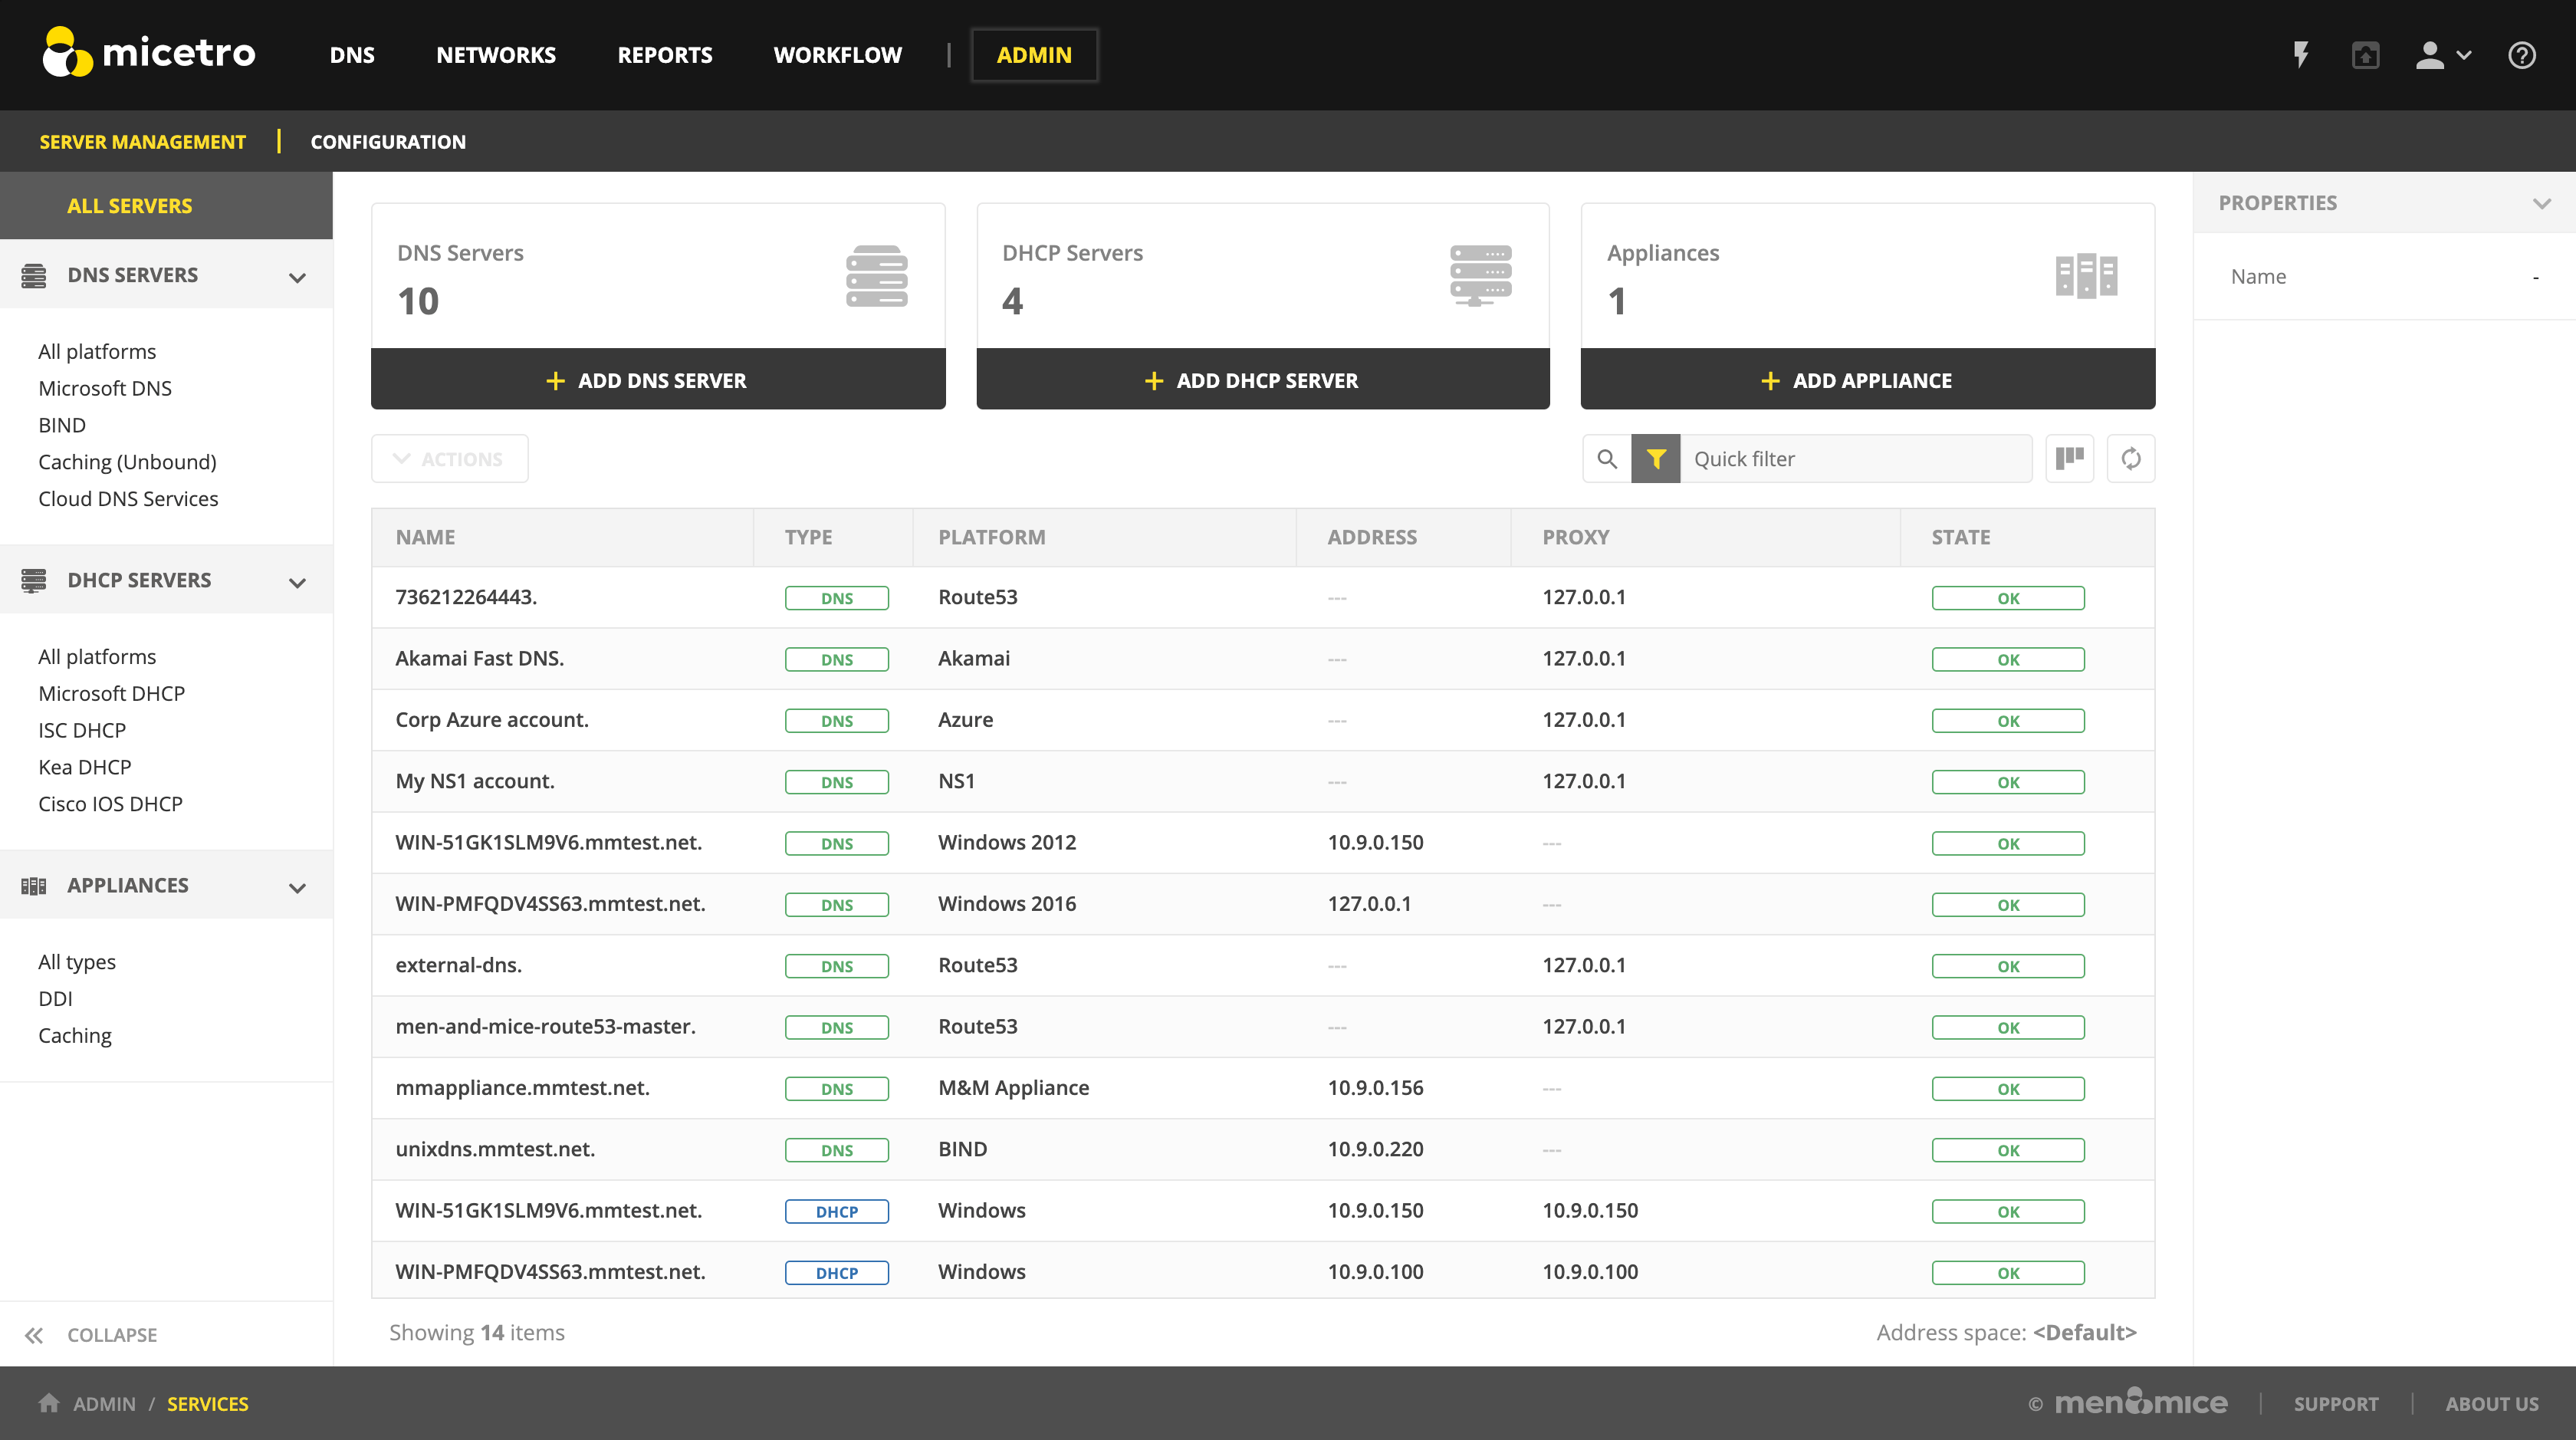 micetro DNS NETWORKS REPORTS WORKFLOW | ADMIN
SERVER MANAGEMENT | CONFIGURATION
ALL SERVERS
DNS SERVERS
All platforms
Microsoft DNS
BIND
Caching (Unbound)
Cloud DNS Services
DHCP SERVERS
All platforms
Microsoft DHCP
ISC DHCP
Kea DHCP
Cisco IOS DHCP
APPLIANCES
All types
DDI
Caching
COLLAPSE
DNS Servers
10
+ ADD DNS SERVER
DHCP Servers
4
+ ADD DHCP SERVER
Appliances
1
+ ADD APPLIANCE
ACTIONS
Quick filter
NAME TYPE PLATFORM ADDRESS PROXY STATE
736212264443. DNS Route53 --- 127.0.0.1 OK
Akamai Fast DNS. DNS Akamai --- 127.0.0.1 OK
Corp Azure account. DNS Azure --- 127.0.0.1 OK
My NS1 account. DNS NS1 --- 127.0.0.1 OK
WIN-51GK1SLM9V6.mmtest.net. DNS Windows 2012 10.9.0.150 --- OK
WIN-PMFQDV4SS63.mmtest.net. DNS Windows 2016 127.0.0.1 --- OK
external-dns. DNS Route53 --- 127.0.0.1 OK
men-and-mice-route53-master. DNS Route53 --- 127.0.0.1 OK
mmappliance.mmtest.net. DNS M&M Appliance 10.9.0.156 --- OK
unixdns.mmtest.net. DNS BIND 10.9.0.220 --- OK
WIN-51GK1SLM9V6.mmtest.net. DHCP Windows 10.9.0.150 10.9.0.150 OK
WIN-PMFQDV4SS63.mmtest.net. DHCP Windows 10.9.0.100 10.9.0.100 OK
Showing 14 items
Address space: <Default>
PROPERTIES
Name -
ADMIN / SERVICES
© men&mice | SUPPORT | ABOUT US